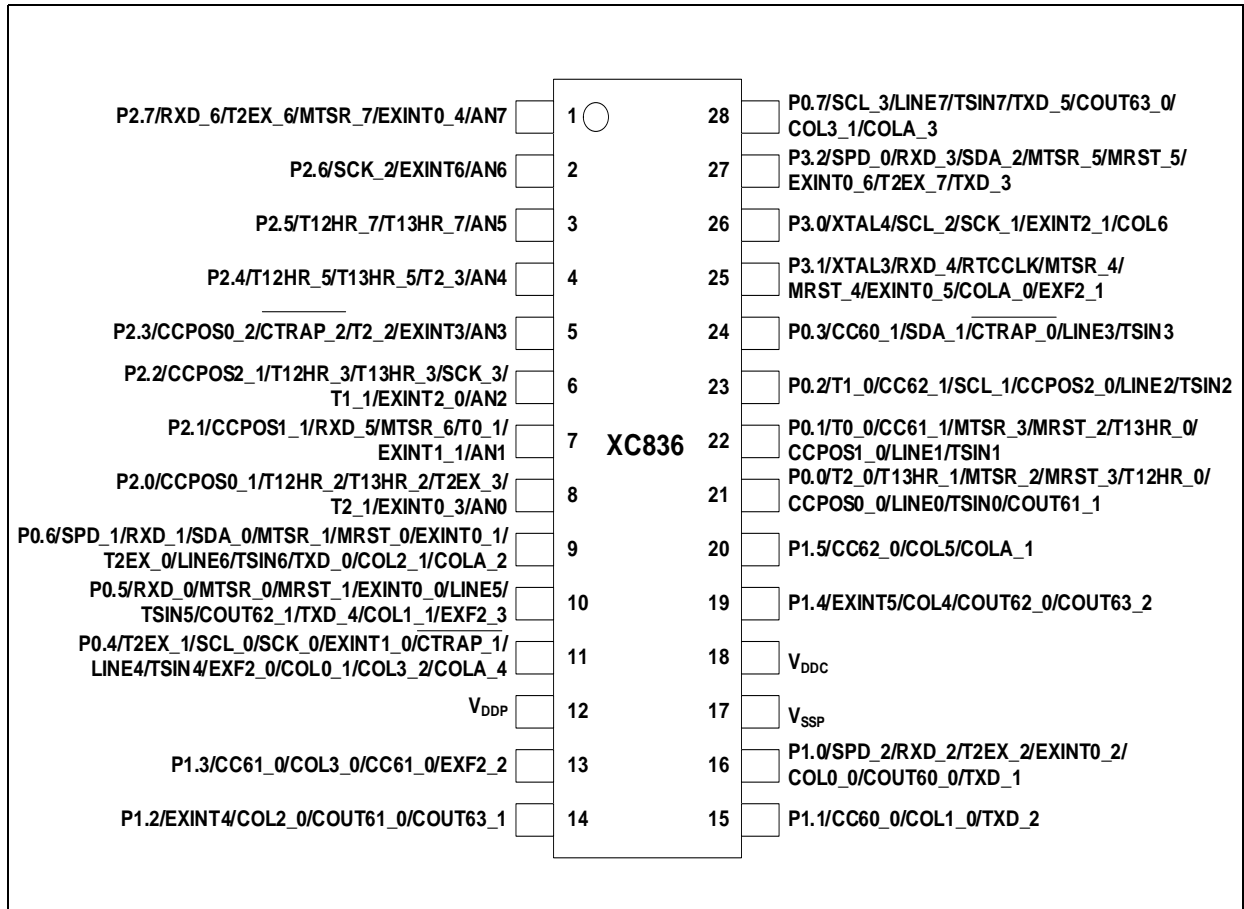 P2.7/RXD_6/T2EX_6/MTSR_7/EXINT0_4/AN7
1
P2.6/SCK_2/EXINT6/AN6
2
P2.5/T12HR_7/T13HR_7/AN5
3
P2.4/T12HR_5/T13HR_5/T2_3/AN4
4
P2.3/CCPOS0_2/CTRAP_2/T2_2/EXINT3/AN3
5
P2.2/CCPOS2_1/T12HR_3/T13HR_3/SCK_3/
T1_1/EXINT2_0/AN2
6
P2.1/CCPOS1_1/RXD_5/MTSR_6/T0_1/
EXINT1_1/AN1
7
P2.0/CCPOS0_1/T12HR_2/T13HR_2/T2EX_3/
T2_1/EXINT0_3/AN0
8
P0.6/SPD_1/RXD_1/SDA_0/MTSR_1/MRST_0/EXINT0_1/
T2EX_0/LINE6/TSIN6/TXD_0/COL2_1/COLA_2
9
P0.5/RXD_0/MTSR_0/MRST_1/EXINT0_0/LINE5/
TSIN5/COUT62_1/TXD_4/COL1_1/EXF2_3
10
P0.4/T2EX_1/SCL_0/SCK_0/EXINT1_0/CTRAP_1/
LINE4/TSIN4/EXF2_0/COL0_1/COL3_2/COLA_4
11
VDDP
12
P1.3/CC61_0/COL3_0/CC61_0/EXF2_2
13
P1.2/EXINT4/COL2_0/COUT61_0/COUT63_1
14
XC836
28
P0.7/SCL_3/LINE7/TSIN7/TXD_5/COUT63_0/
COL3_1/COLA_3
27
P3.2/SPD_0/RXD_3/SDA_2/MTSR_5/MRST_5/
EXINT0_6/T2EX_7/TXD_3
26
P3.0/XTAL4/SCL_2/SCK_1/EXINT2_1/COL6
25
P3.1/XTAL3/RXD_4/RTCCLK/MTSR_4/
MRST_4/EXINT0_5/COLA_0/EXF2_1
24
P0.3/CC60_1/SDA_1/CTRAP_0/LINE3/TSIN3
23
P0.2/T1_0/CC62_1/SCL_1/CCPOS2_0/LINE2/TSIN2
22
P0.1/T0_0/CC61_1/MTSR_3/MRST_2/T13HR_0/
CCPOS1_0/LINE1/TSIN1
21
P0.0/T2_0/T13HR_1/MTSR_2/MRST_3/T12HR_0/
CCPOS0_0/LINE0/TSIN0/COUT61_1
20
P1.5/CC62_0/COL5/COLA_1
19
P1.4/EXINT5/COL4/COUT62_0/COUT63_2
18
VDDC
17
VSSP
16
P1.0/SPD_2/RXD_2/T2EX_2/EXINT0_2/
COL0_0/COUT60_0/TXD_1
15
P1.1/CC60_0/COL1_0/TXD_2